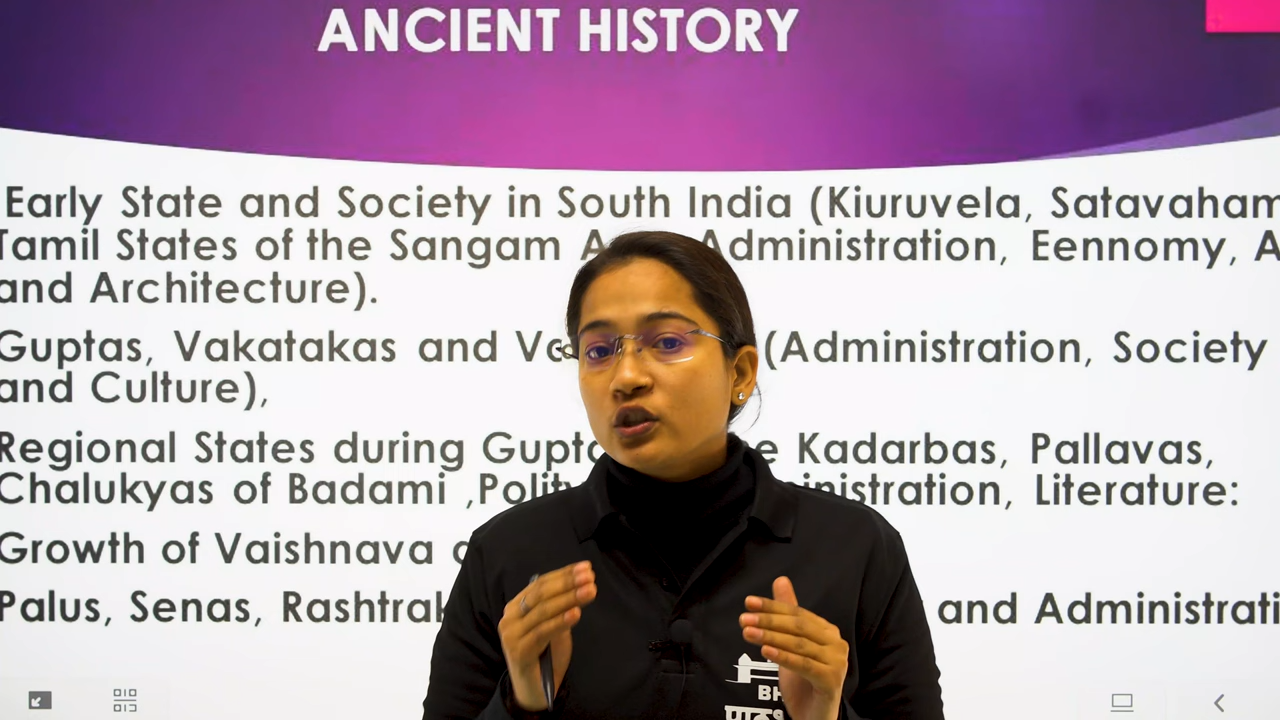 ANCIENT HISTORY
Early State and Society in South India (Kiuruvela, Satavaham
Tamil States of the Sangam Administration, Eennomy, A
and Architecture).
Guptas, Vakatakas and (Administration, Society
and Culture),
Regional States during Kadarbas, Pallavas,
Chalukyas of Badami ,Polity Literature:
Growth of Vaishnava
Palus, Senas, and Administrati
BH